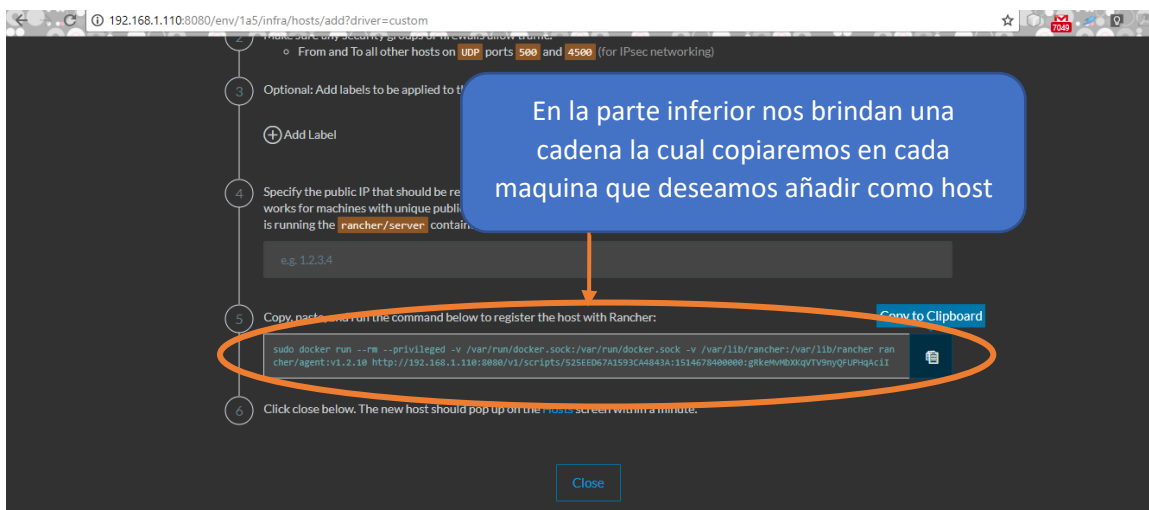 192.168.1.110:8080/env/1a5/infra/hosts/add?driver=custom
7049
2
From and To all other hosts on UDP ports 500 and 4500 (for IPsec networking)
3
Optional: Add labels to be applied to
Add Label
En la parte inferior nos brindan una
cadena la cual copiaremos en cada
maquina que deseamos añadir como host
4
Specify the public IP that should be
works for machines with unique
is running the rancher/server
e.g. 1.2.3.4
5
Copy, paste, and run the command below to register the host with Rancher:
Copy to Clipboard
sudo docker run --rm --privileged -v /var/run/docker.sock:/var/run/docker.sock -v /var/lib/rancher:/var/lib/rancher ran
cher/agent:v1.2.10 http://192.168.1.110:8080/v1/scripts/525EED67A1593CA4843A:1514678400000:gRkeMvMbXKqVTV9nyQFUPHqAciI
6
Click close below. The new host should pop up on the Hosts screen within a minute.
Close